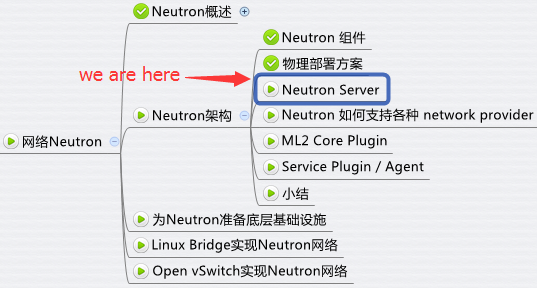 Neutron概述
Neutron 组件
we are here
物理部署方案
Neutron Server
Neutron架构
Neutron 如何支持各种 network provider
网络Neutron
ML2 Core Plugin
Service Plugin / Agent
小结
为Neutron准备底层基础设施
Linux Bridge实现Neutron网络
Open vSwitch实现Neutron网络